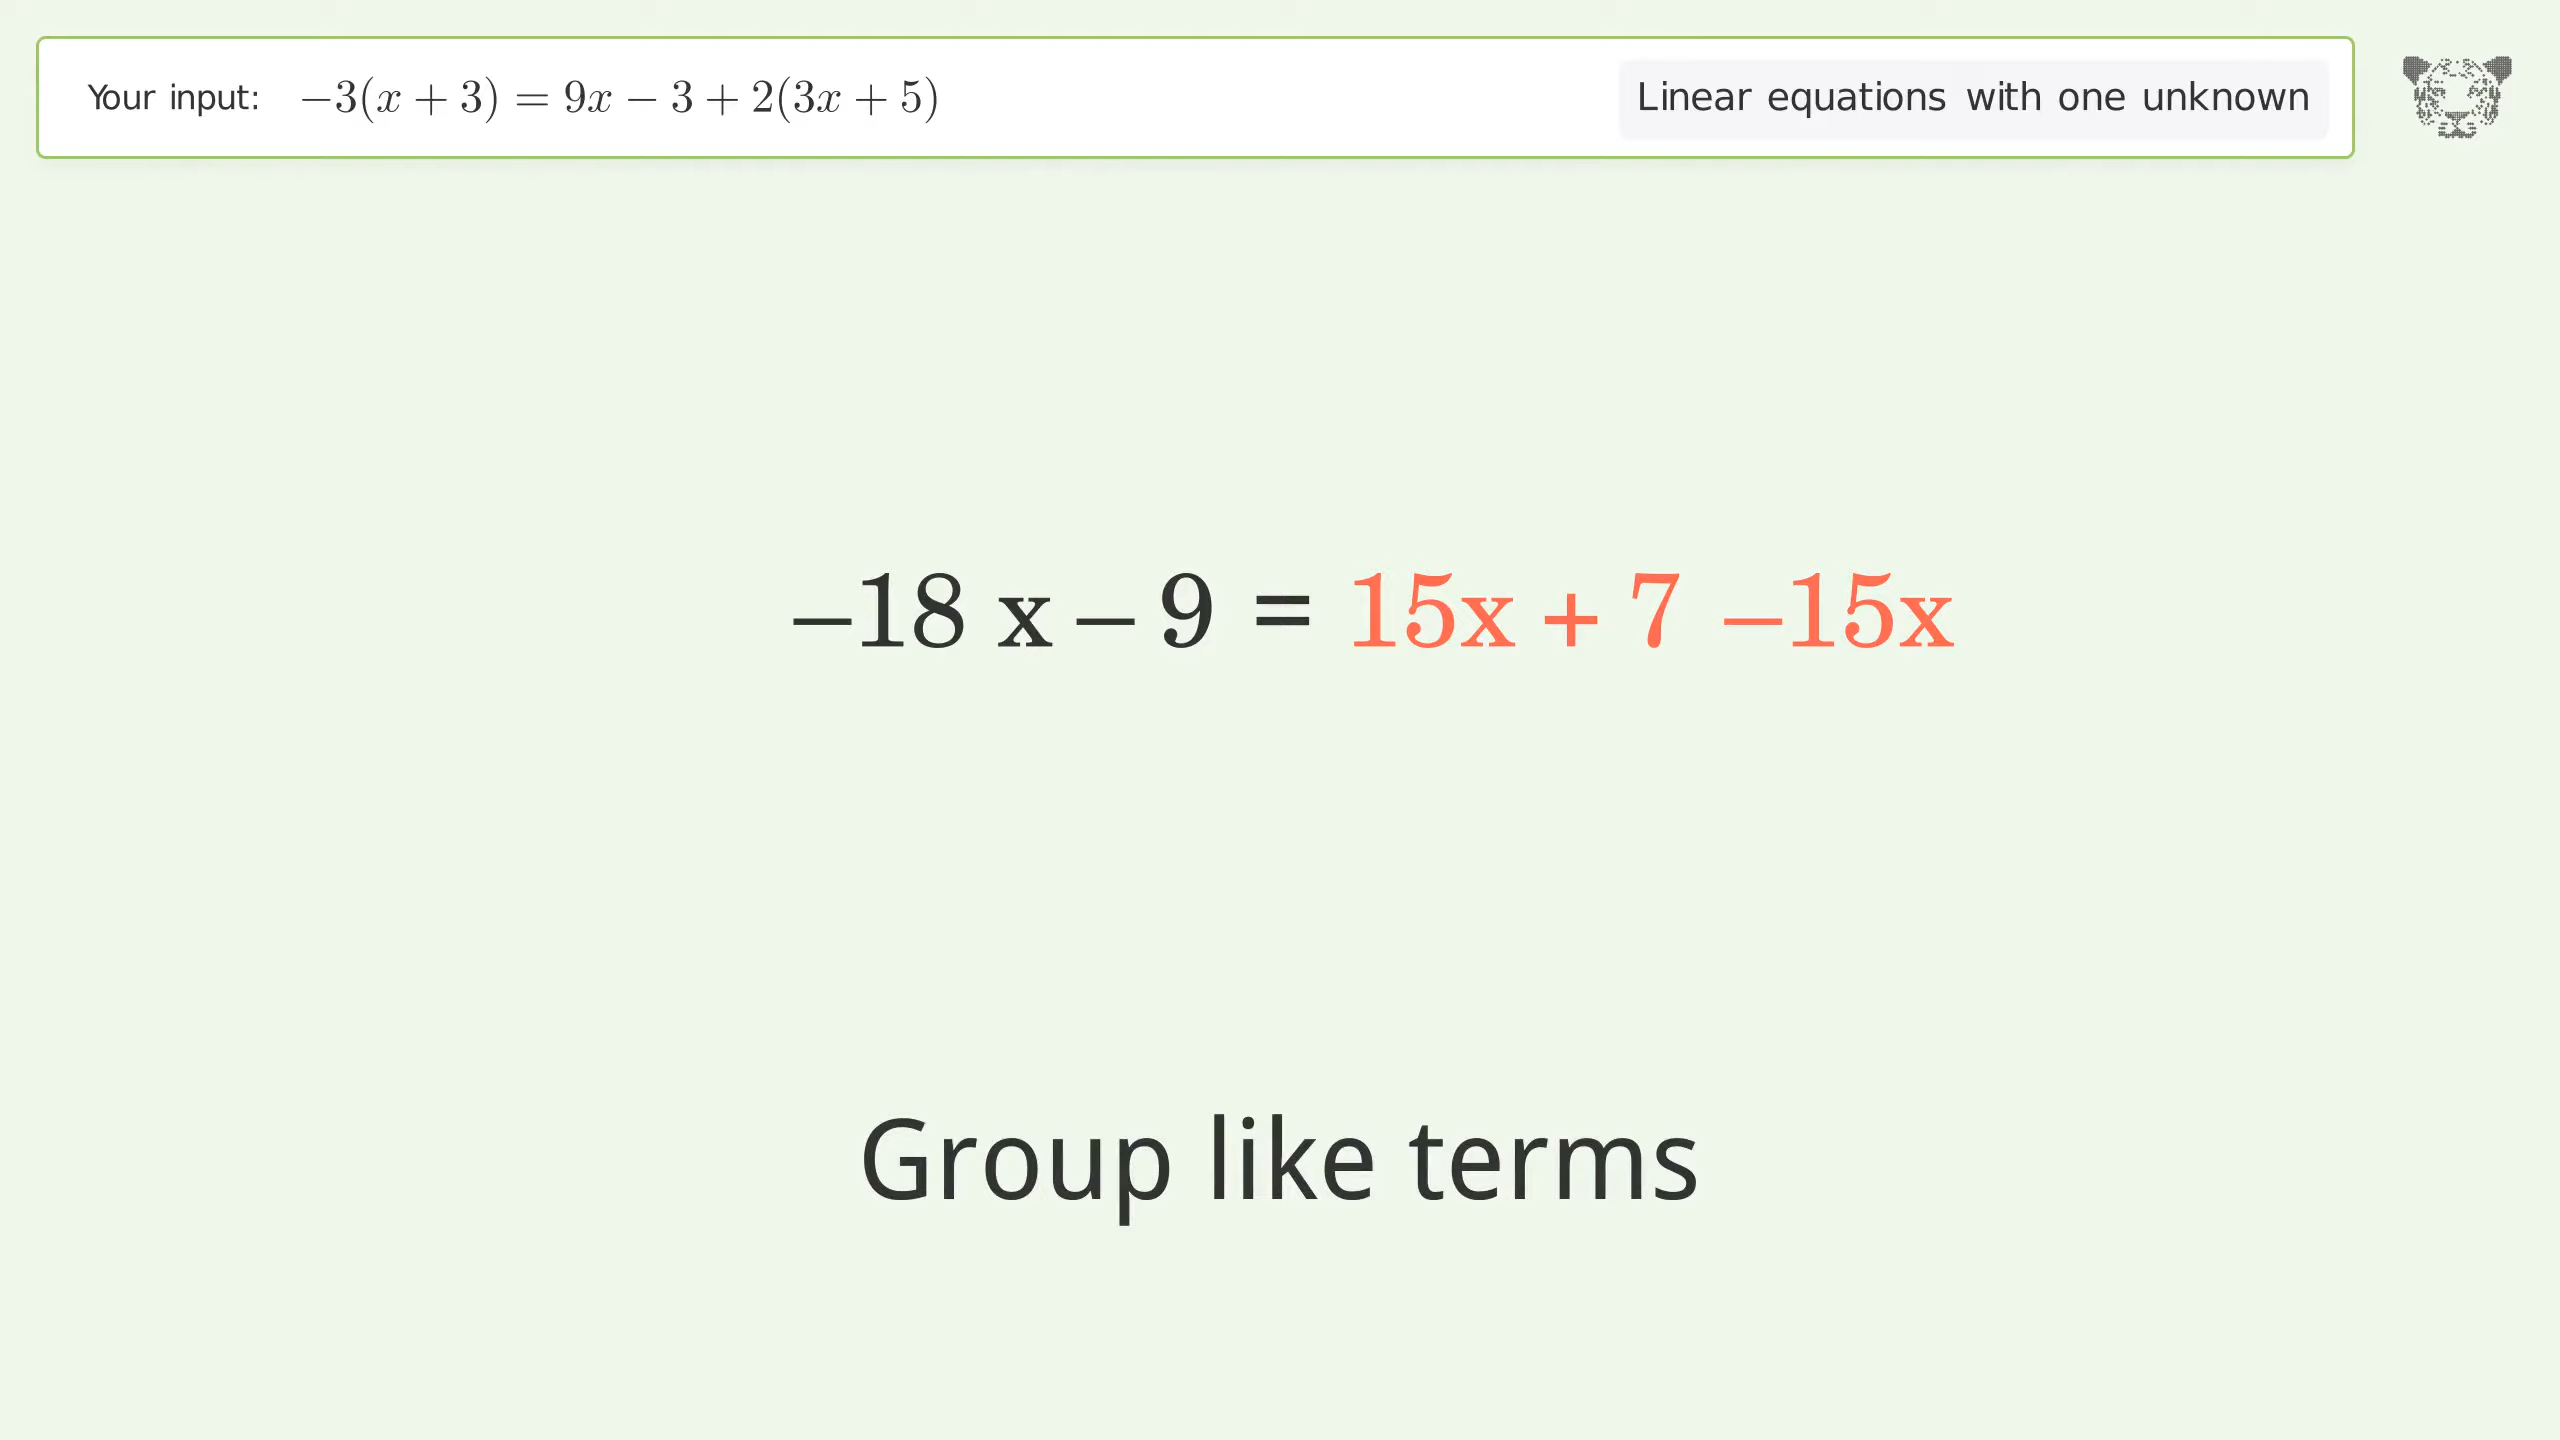 Your input: −3(x + 3) = 9x − 3 + 2(3x + 5)
Linear equations with one unknown
−18 x − 9 = 15x + 7 −15x
Group like terms